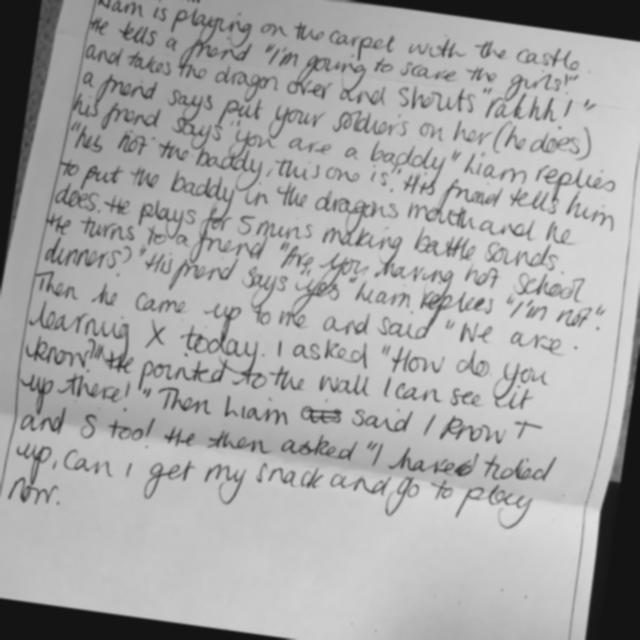 Liam is playing on the carpet with the castle.
He tells a friend "I'm going to scare the girls!"
and takes the dragon over and shouts "rahhh!"
a friend says put your soldiers on her (he does)
his friend says "you are a baddy" Liam replies
"he's not the baddy, this one is." His friend tells him
to put the baddy in the dragons mouth and he
does. He plays for 5 mins making battle sounds.
He turns to a friend "Are you having hot school
dinners?" His friend says "yes" Liam replies "I'm not".
Then he came up to me and said "We are
learning X today. I asked "How do you
know?" He pointed to the wall I can see it
up there!" Then Liam said I know T
and S too! He then asked "I have tidied
up, can I get my snack and go to play
now.